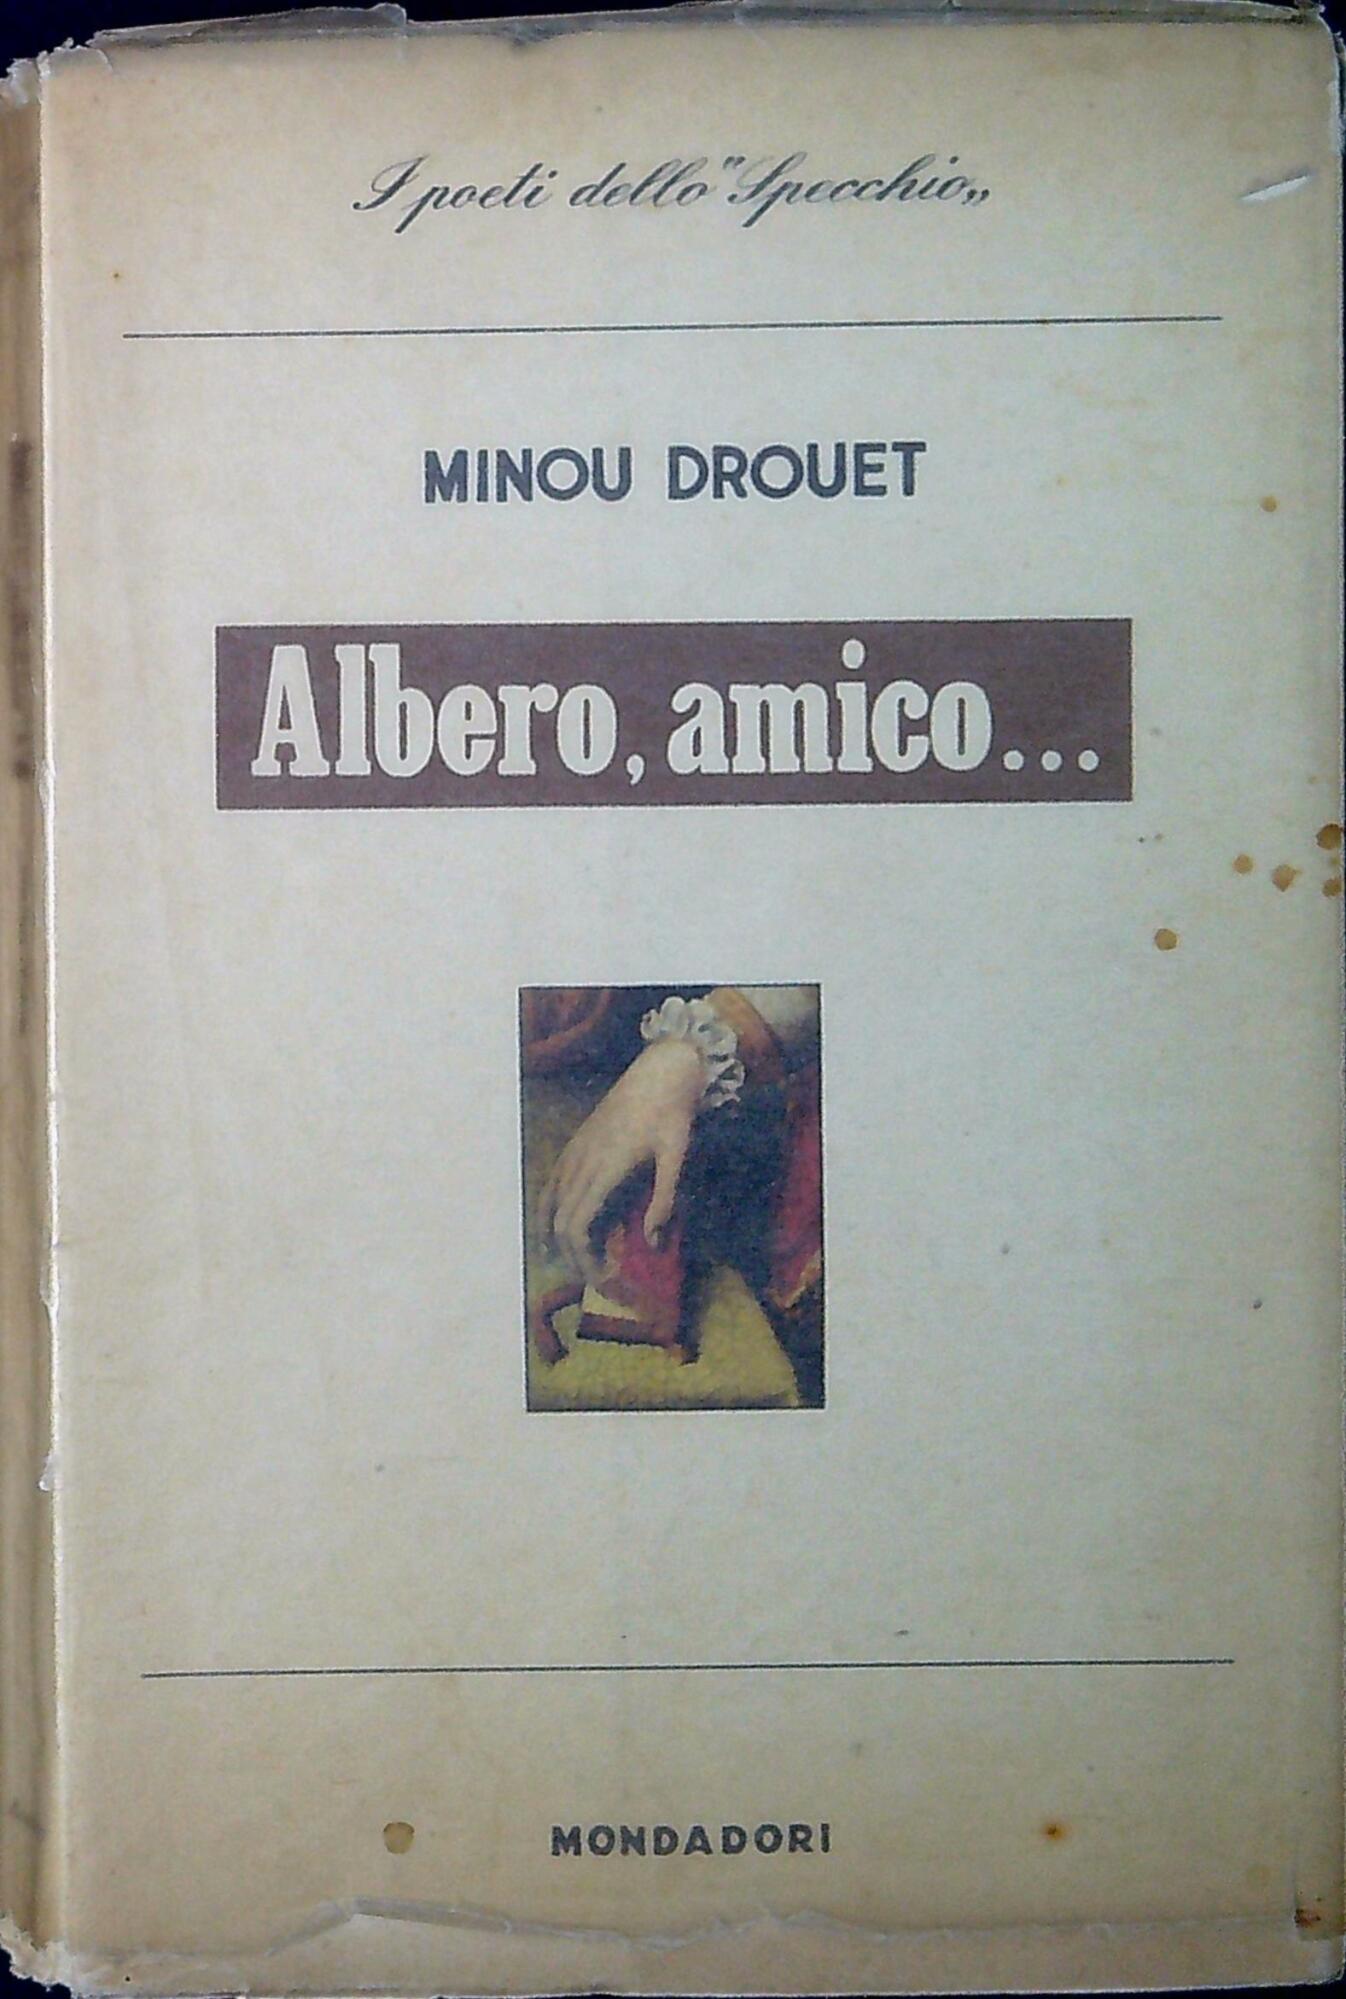 I poeti dello "Specchio„
MINOU DROUET
Albero, amico...
MONDADORI